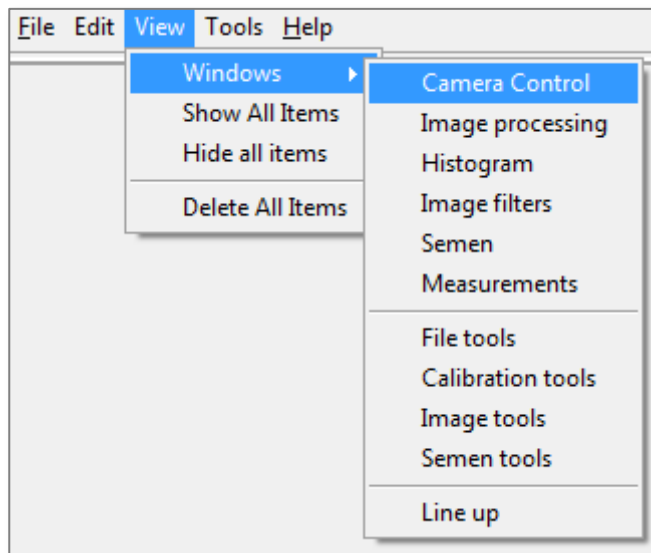 File Edit View Tools Help
Windows
Show All Items
Hide all items
Delete All Items
Camera Control
Image processing
Histogram
Image filters
Semen
Measurements
File tools
Calibration tools
Image tools
Semen tools
Line up